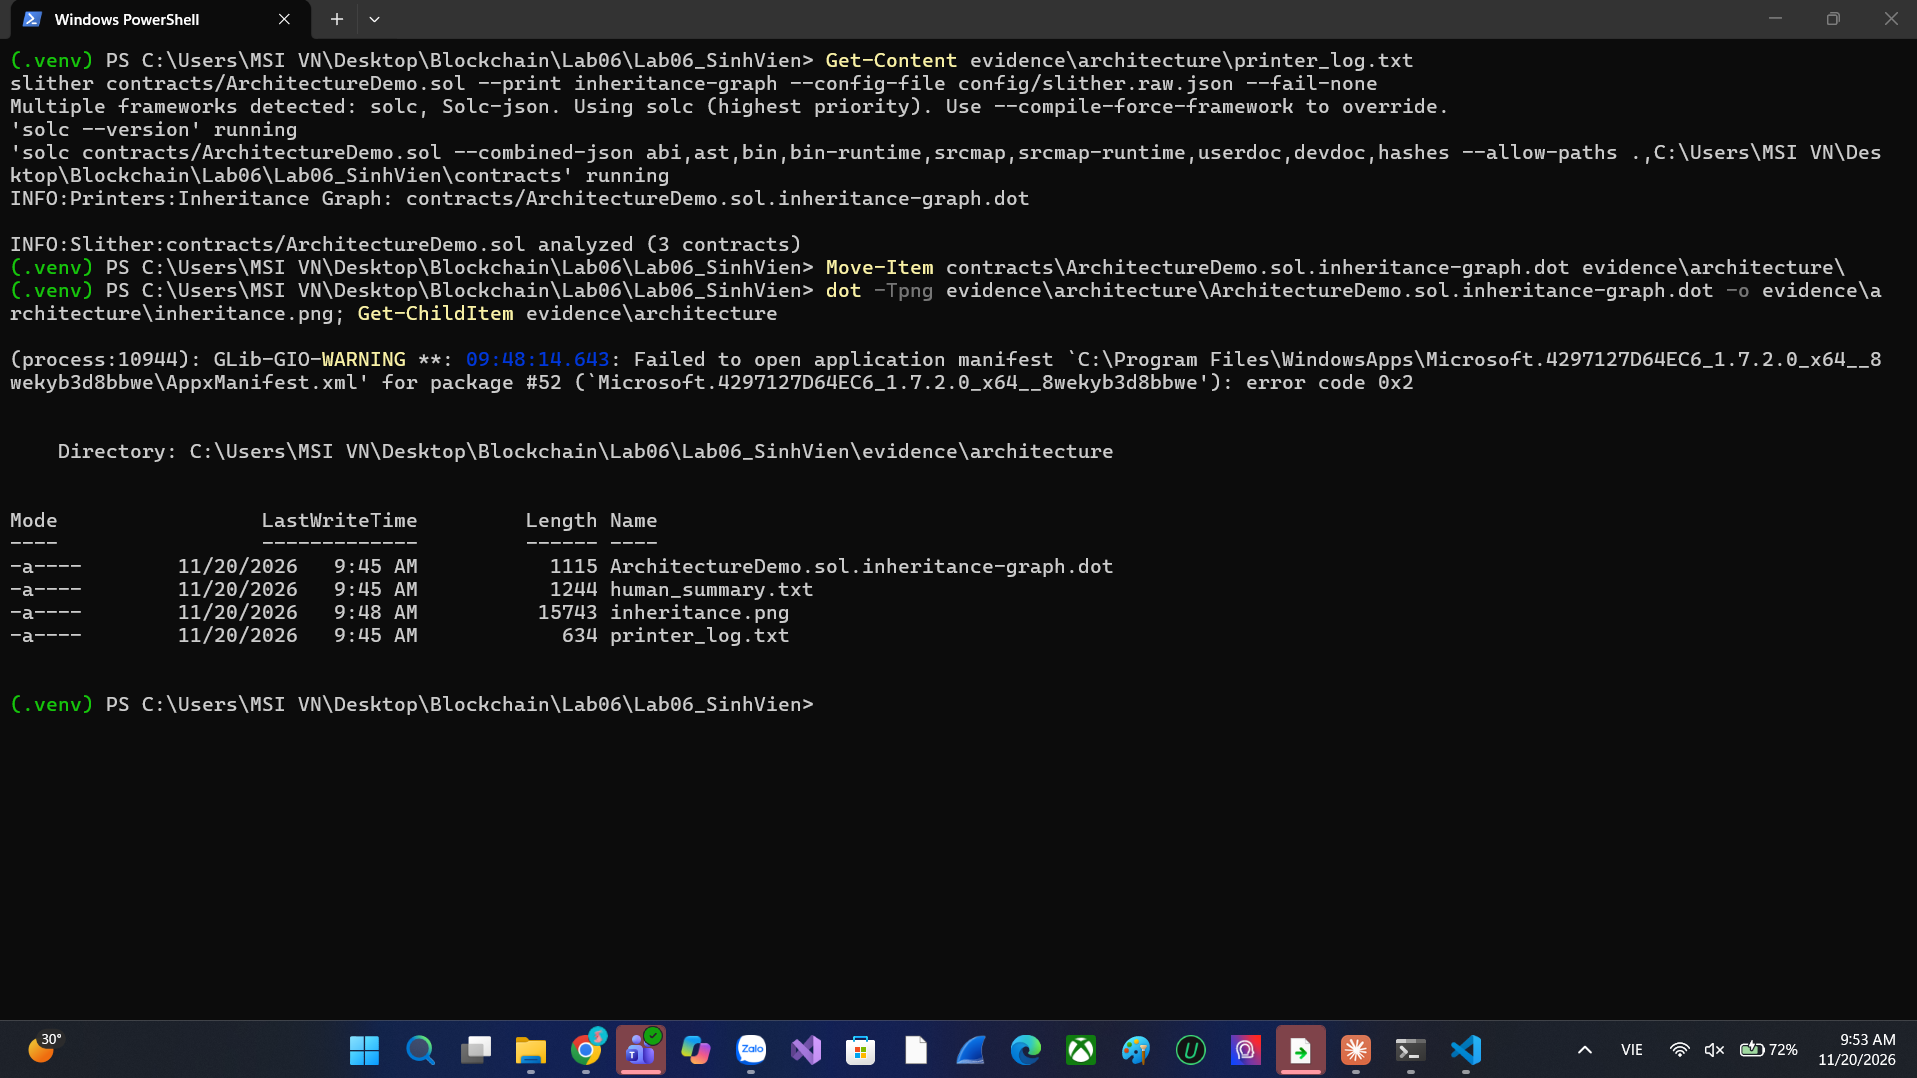 Windows PowerShell
(.venv) PS C:\Users\MSI VN\Desktop\Blockchain\Lab06\Lab06_SinhVien> Get-Content evidence\architecture\printer_log.txt
slither contracts/ArchitectureDemo.sol --print inheritance-graph --config-file config/slither.raw.json --fail-none
Multiple frameworks detected: solc, Solc-json. Using solc (highest priority). Use --compile-force-framework to override.
'solc --version' running
'solc contracts/ArchitectureDemo.sol --combined-json abi,ast,bin,bin-runtime,srcmap,srcmap-runtime,userdoc,devdoc,hashes --allow-paths .,C:\Users\MSI VN\Des
ktop\Blockchain\Lab06\Lab06_SinhVien\contracts' running
INFO:Printers:Inheritance Graph: contracts/ArchitectureDemo.sol.inheritance-graph.dot
INFO:Slither:contracts/ArchitectureDemo.sol analyzed (3 contracts)
(.venv) PS C:\Users\MSI VN\Desktop\Blockchain\Lab06\Lab06_SinhVien> Move-Item contracts\ArchitectureDemo.sol.inheritance-graph.dot evidence\architecture\
(.venv) PS C:\Users\MSI VN\Desktop\Blockchain\Lab06\Lab06_SinhVien> dot -Tpng evidence\architecture\ArchitectureDemo.sol.inheritance-graph.dot -o evidence\a
rchitecture\inheritance.png; Get-ChildItem evidence\architecture
(process:10944): GLib-GIO-WARNING **: 09:48:14.643: Failed to open application manifest `C:\Program Files\WindowsApps\Microsoft.4297127D64EC6_1.7.2.0_x64__8
wekyb3d8bbwe\AppxManifest.xml' for package #52 (`Microsoft.4297127D64EC6_1.7.2.0_x64__8wekyb3d8bbwe'): error code 0x2
Directory: C:\Users\MSI VN\Desktop\Blockchain\Lab06\Lab06_SinhVien\evidence\architecture
Mode LastWriteTime Length Name
---- ------------- ------ ----
-a---- 11/20/2026 9:45 AM 1115 ArchitectureDemo.sol.inheritance-graph.dot
-a---- 11/20/2026 9:45 AM 1244 human_summary.txt
-a---- 11/20/2026 9:48 AM 15743 inheritance.png
-a---- 11/20/2026 9:45 AM 634 printer_log.txt
(.venv) PS C:\Users\MSI VN\Desktop\Blockchain\Lab06\Lab06_SinhVien>
30°
Zalo
VIE
72%
9:53 AM
11/20/2026